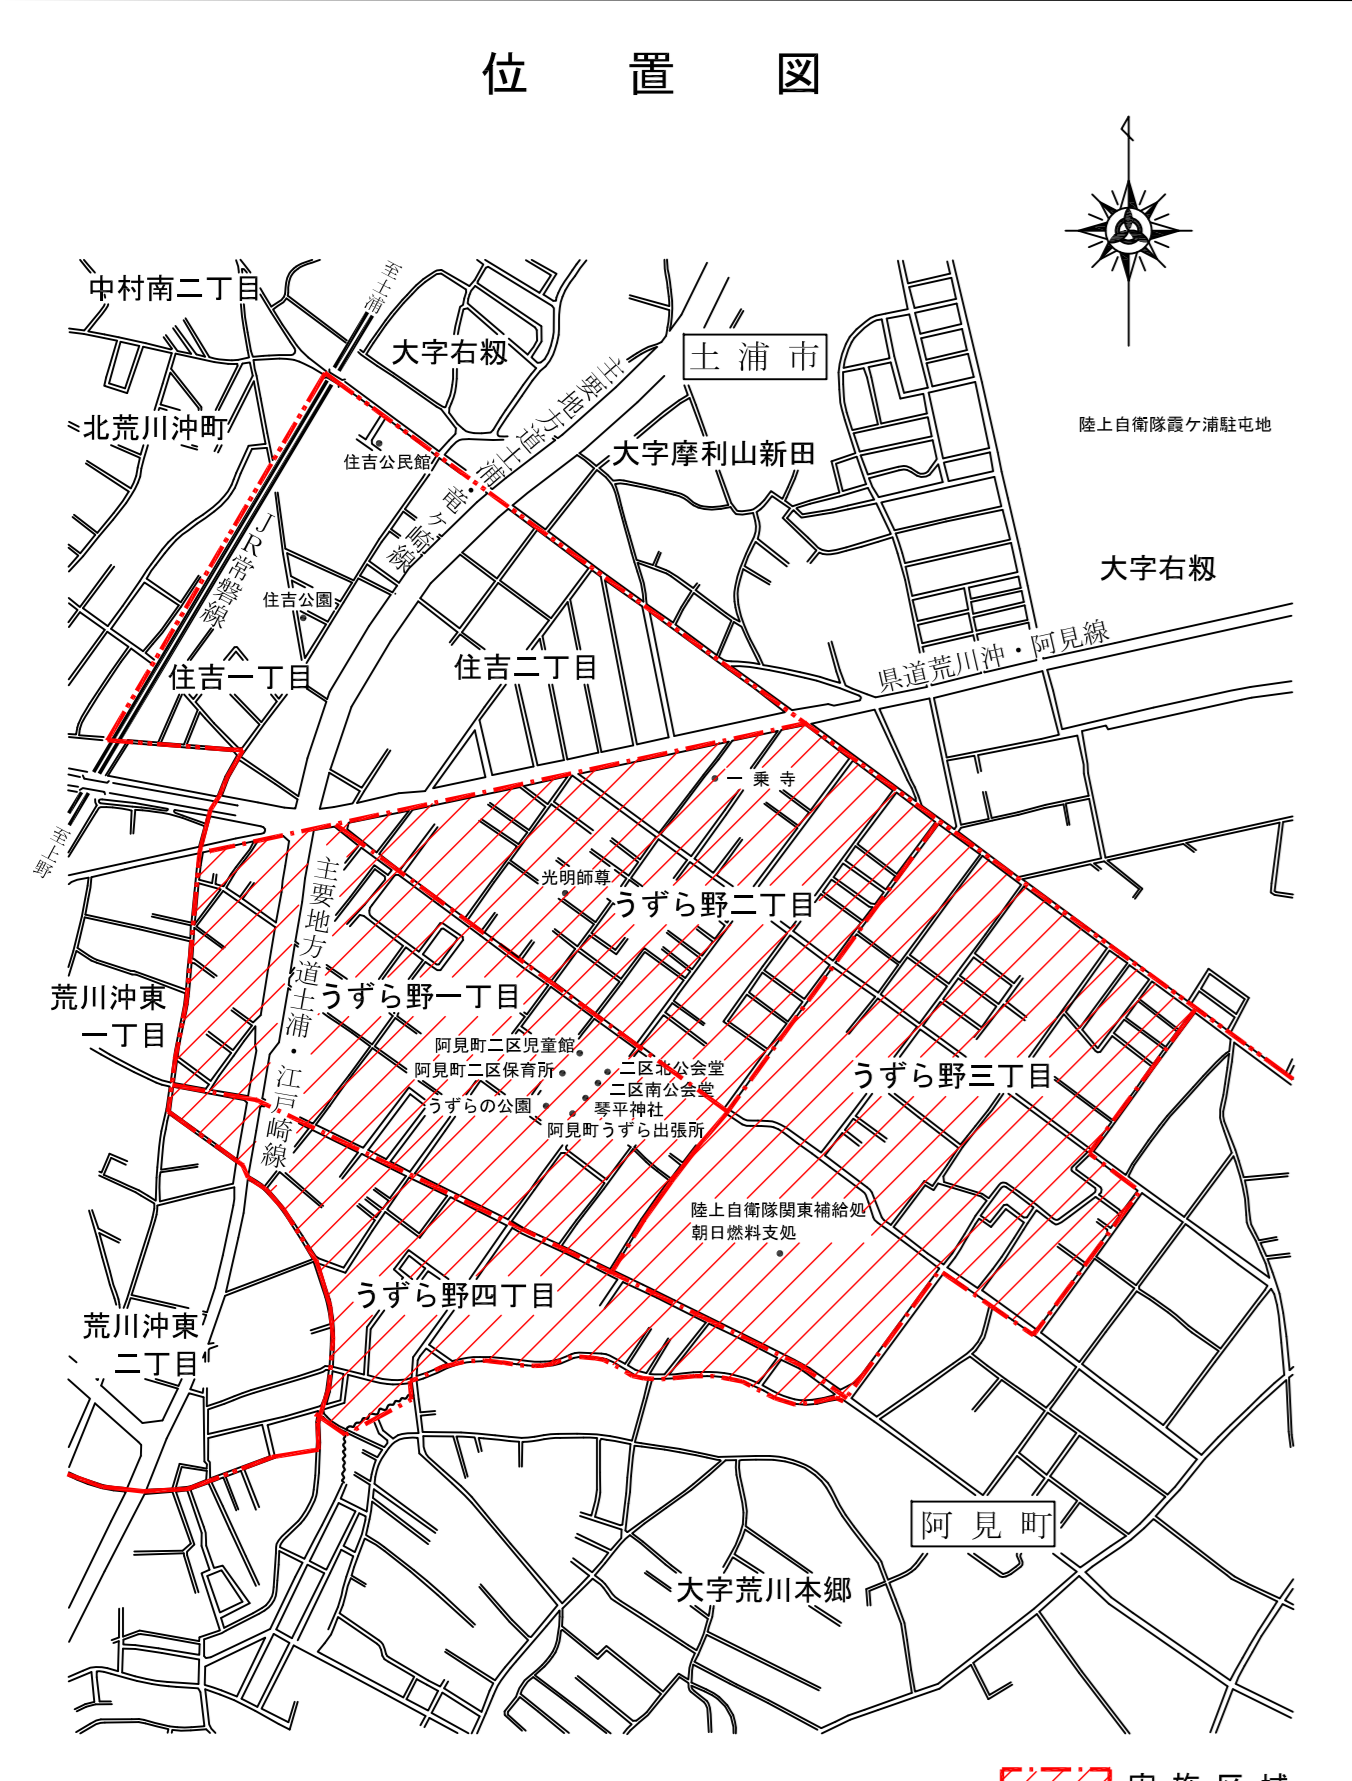 位置図
至土浦
中村南二丁目
大字右籾
土浦市
主要地方道土浦・竜ヶ崎線
北荒川沖町
住吉公民館
大字摩利山新田
陸上自衛隊霞ケ浦駐屯地
JR常磐線
大字右籾
住吉公園
県道荒川沖・阿見線
住吉一丁目
住吉二丁目
一乗寺
至上野
光明師尊
うずら野二丁目
主要地方道土浦・江戸崎線
荒川沖東
一丁目
うずら野一丁目
阿見町二区児童館
阿見町二区保育所
うずらの公園
二区北公会堂
二区南公会堂
琴平神社
阿見町うずら出張所
うずら野三丁目
陸上自衛隊関東補給処
朝日燃料支処
うずら野四丁目
荒川沖東
二丁目
阿見町
大字荒川本郷